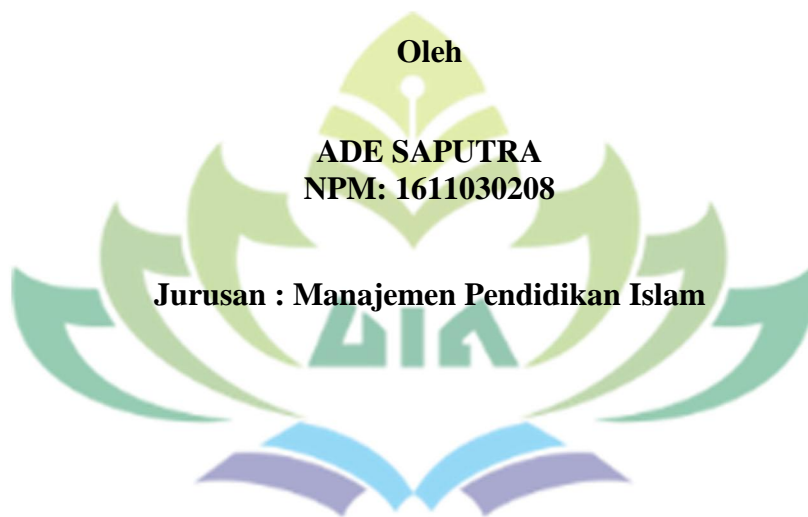 Oleh
ADE SAPUTRA
NPM: 1611030208
Jurusan : Manajemen Pendidikan Islam